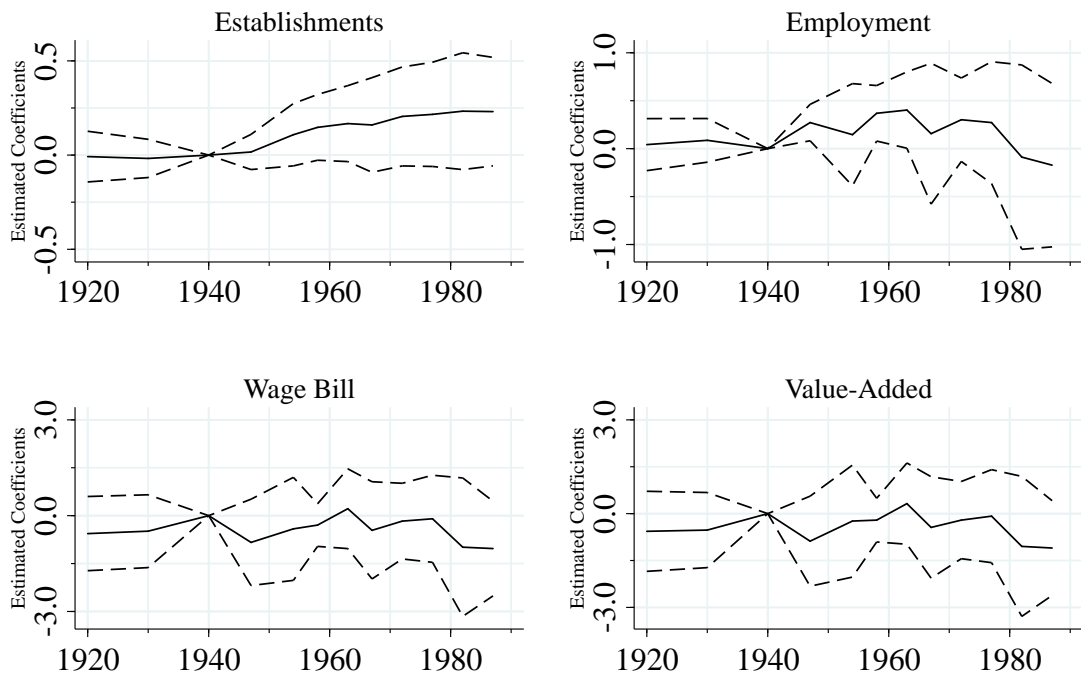 Establishments
Estimated Coefficients
0.5
0.0
-0.5
1920 1940 1960 1980
Employment
Estimated Coefficients
1.0
0.0
-1.0
1920 1940 1960 1980
Wage Bill
Estimated Coefficients
3.0
0.0
-3.0
1920 1940 1960 1980
Value-Added
Estimated Coefficients
3.0
0.0
-3.0
1920 1940 1960 1980